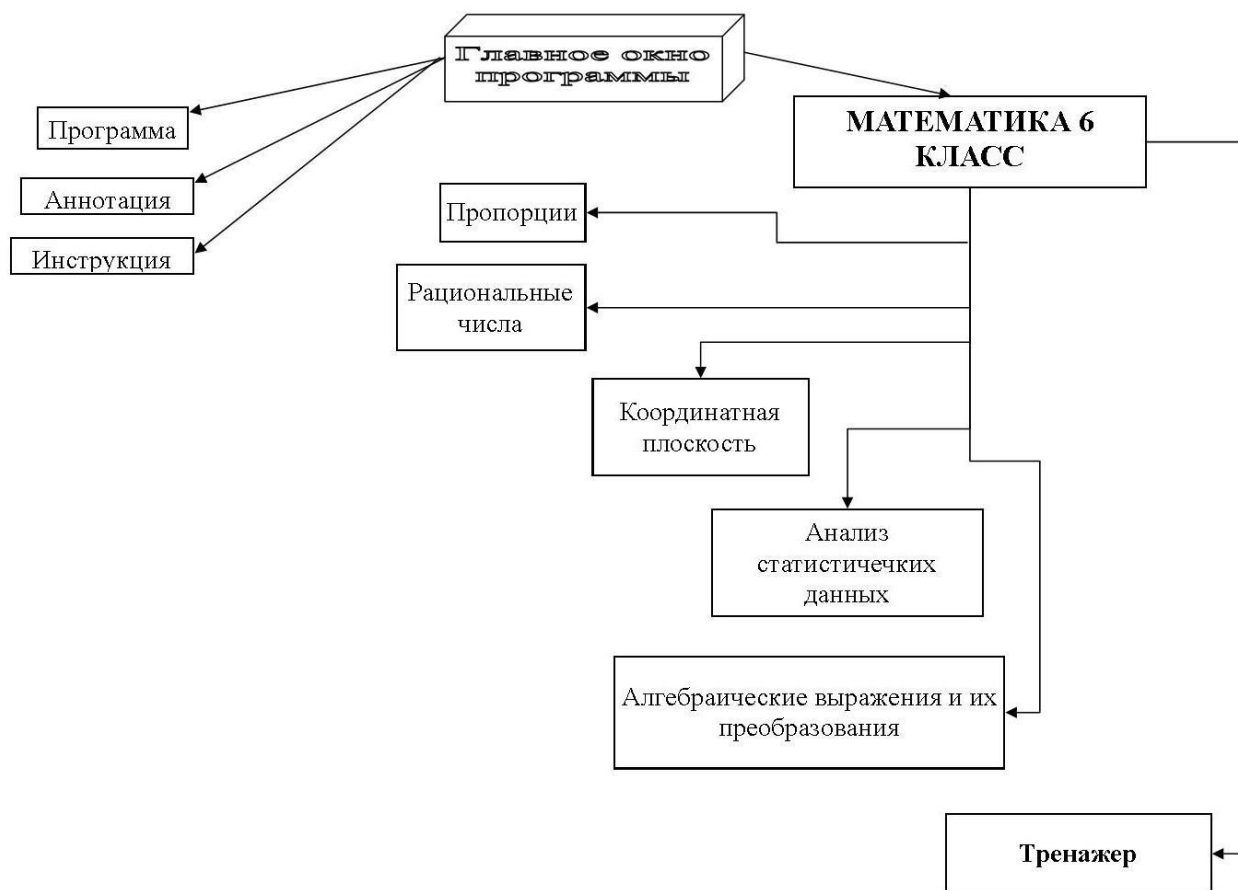 Главное окно
программы
Программа
Аннотация
Инструкция
МАТЕМАТИКА 6
КЛАСС
Пропорции
Рациональные
числа
Координатная
плоскость
Анализ
статистичечких
данных
Алгебраические выражения и их
преобразования
Тренажер